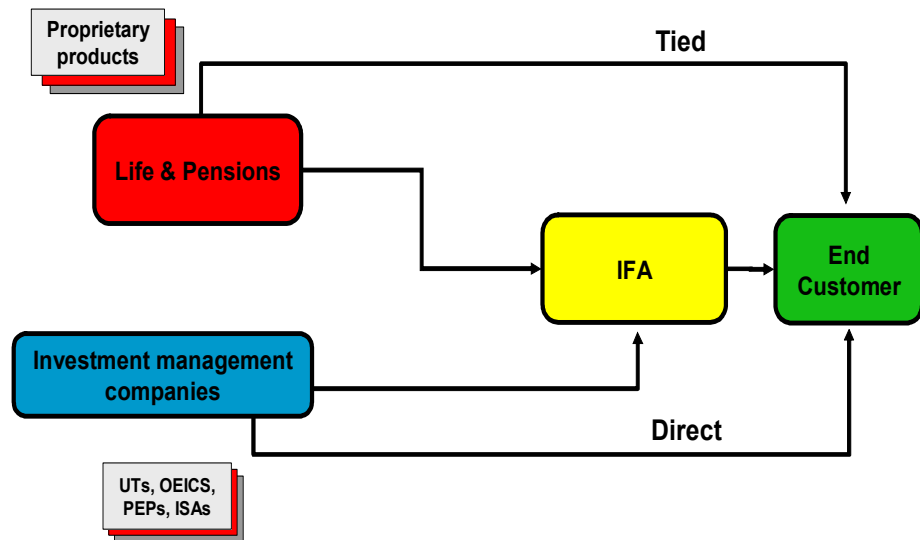 Proprietary
products
Tied
Life & Pensions
IFA
End
Customer
Investment management
companies
Direct
UTs, OEICS,
PEPs, ISAs